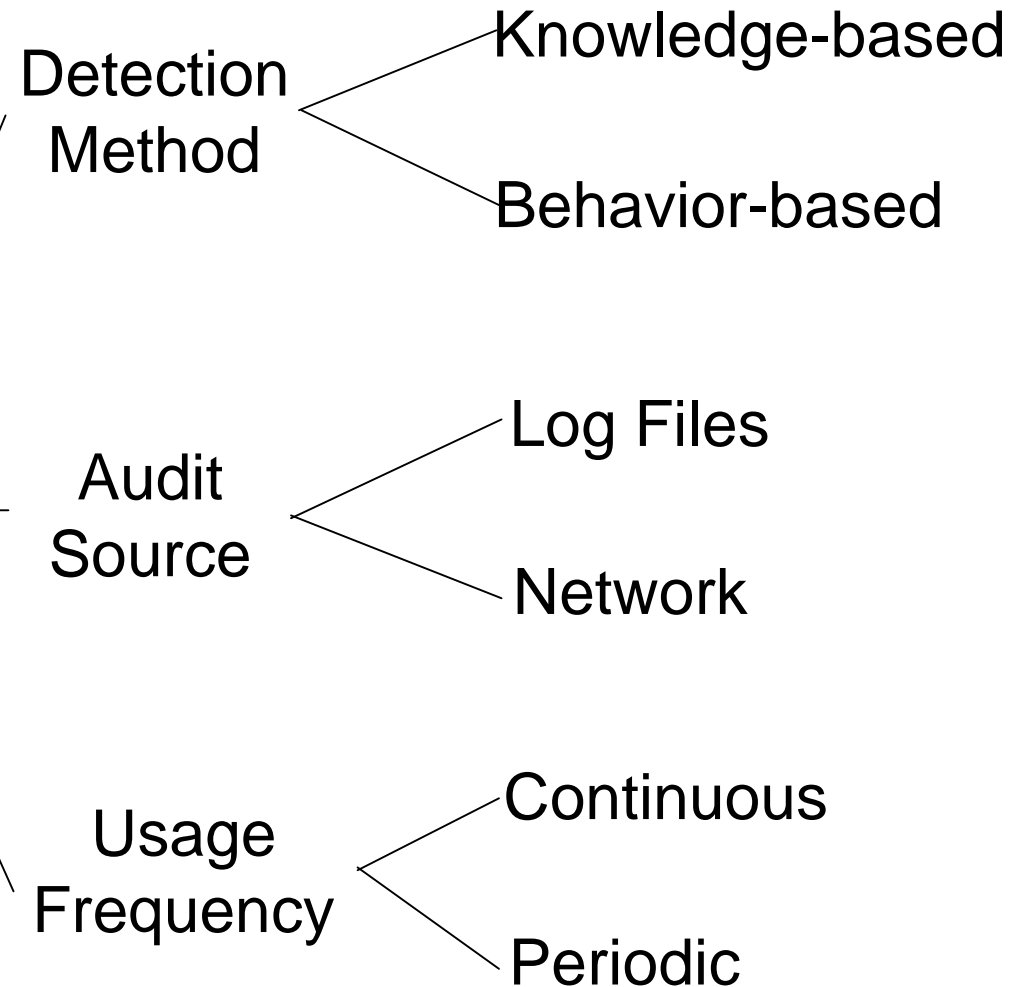 Detection
Method
Knowledge-based
Behavior-based
Audit
Source
Log Files
Network
Usage
Frequency
Continuous
Periodic